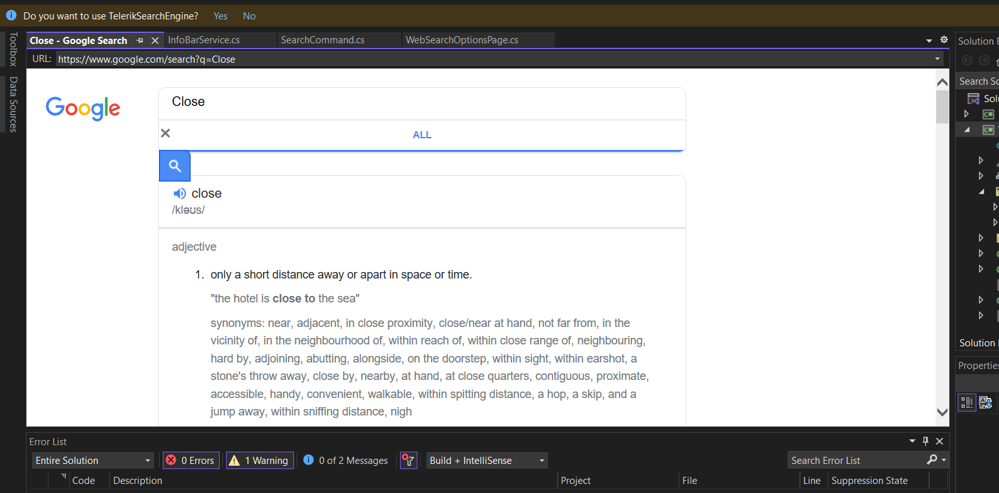 Do you want to use TelerikSearchEngine? Yes No
Toolbox
Data Sources
Close - Google Search InfoBarService.cs SearchCommand.cs WebSearchOptionsPage.cs
URL: https://www.google.com/search?q=Close
Google
Close
ALL
close
/kləʊs/
adjective
1. only a short distance away or apart in space or time.
"the hotel is close to the sea"
synonyms: near, adjacent, in close proximity, close/near at hand, not far from, in the
vicinity of, in the neighbourhood of, within reach of, within close range of, neighbouring,
hard by, adjoining, abutting, alongside, on the doorstep, within sight, within earshot, a
stone's throw away, close by, nearby, at hand, at close quarters, contiguous, proximate,
accessible, handy, convenient, walkable, within spitting distance, a hop, a skip, and a
jump away, within sniffing distance, nigh
Solution E
Search So
Solu
C#
C#
Solution
Properties
Error List
Entire Solution 0 Errors 1 Warning 0 of 2 Messages Build + IntelliSense Search Error List
Code Description Project File Line Suppression State